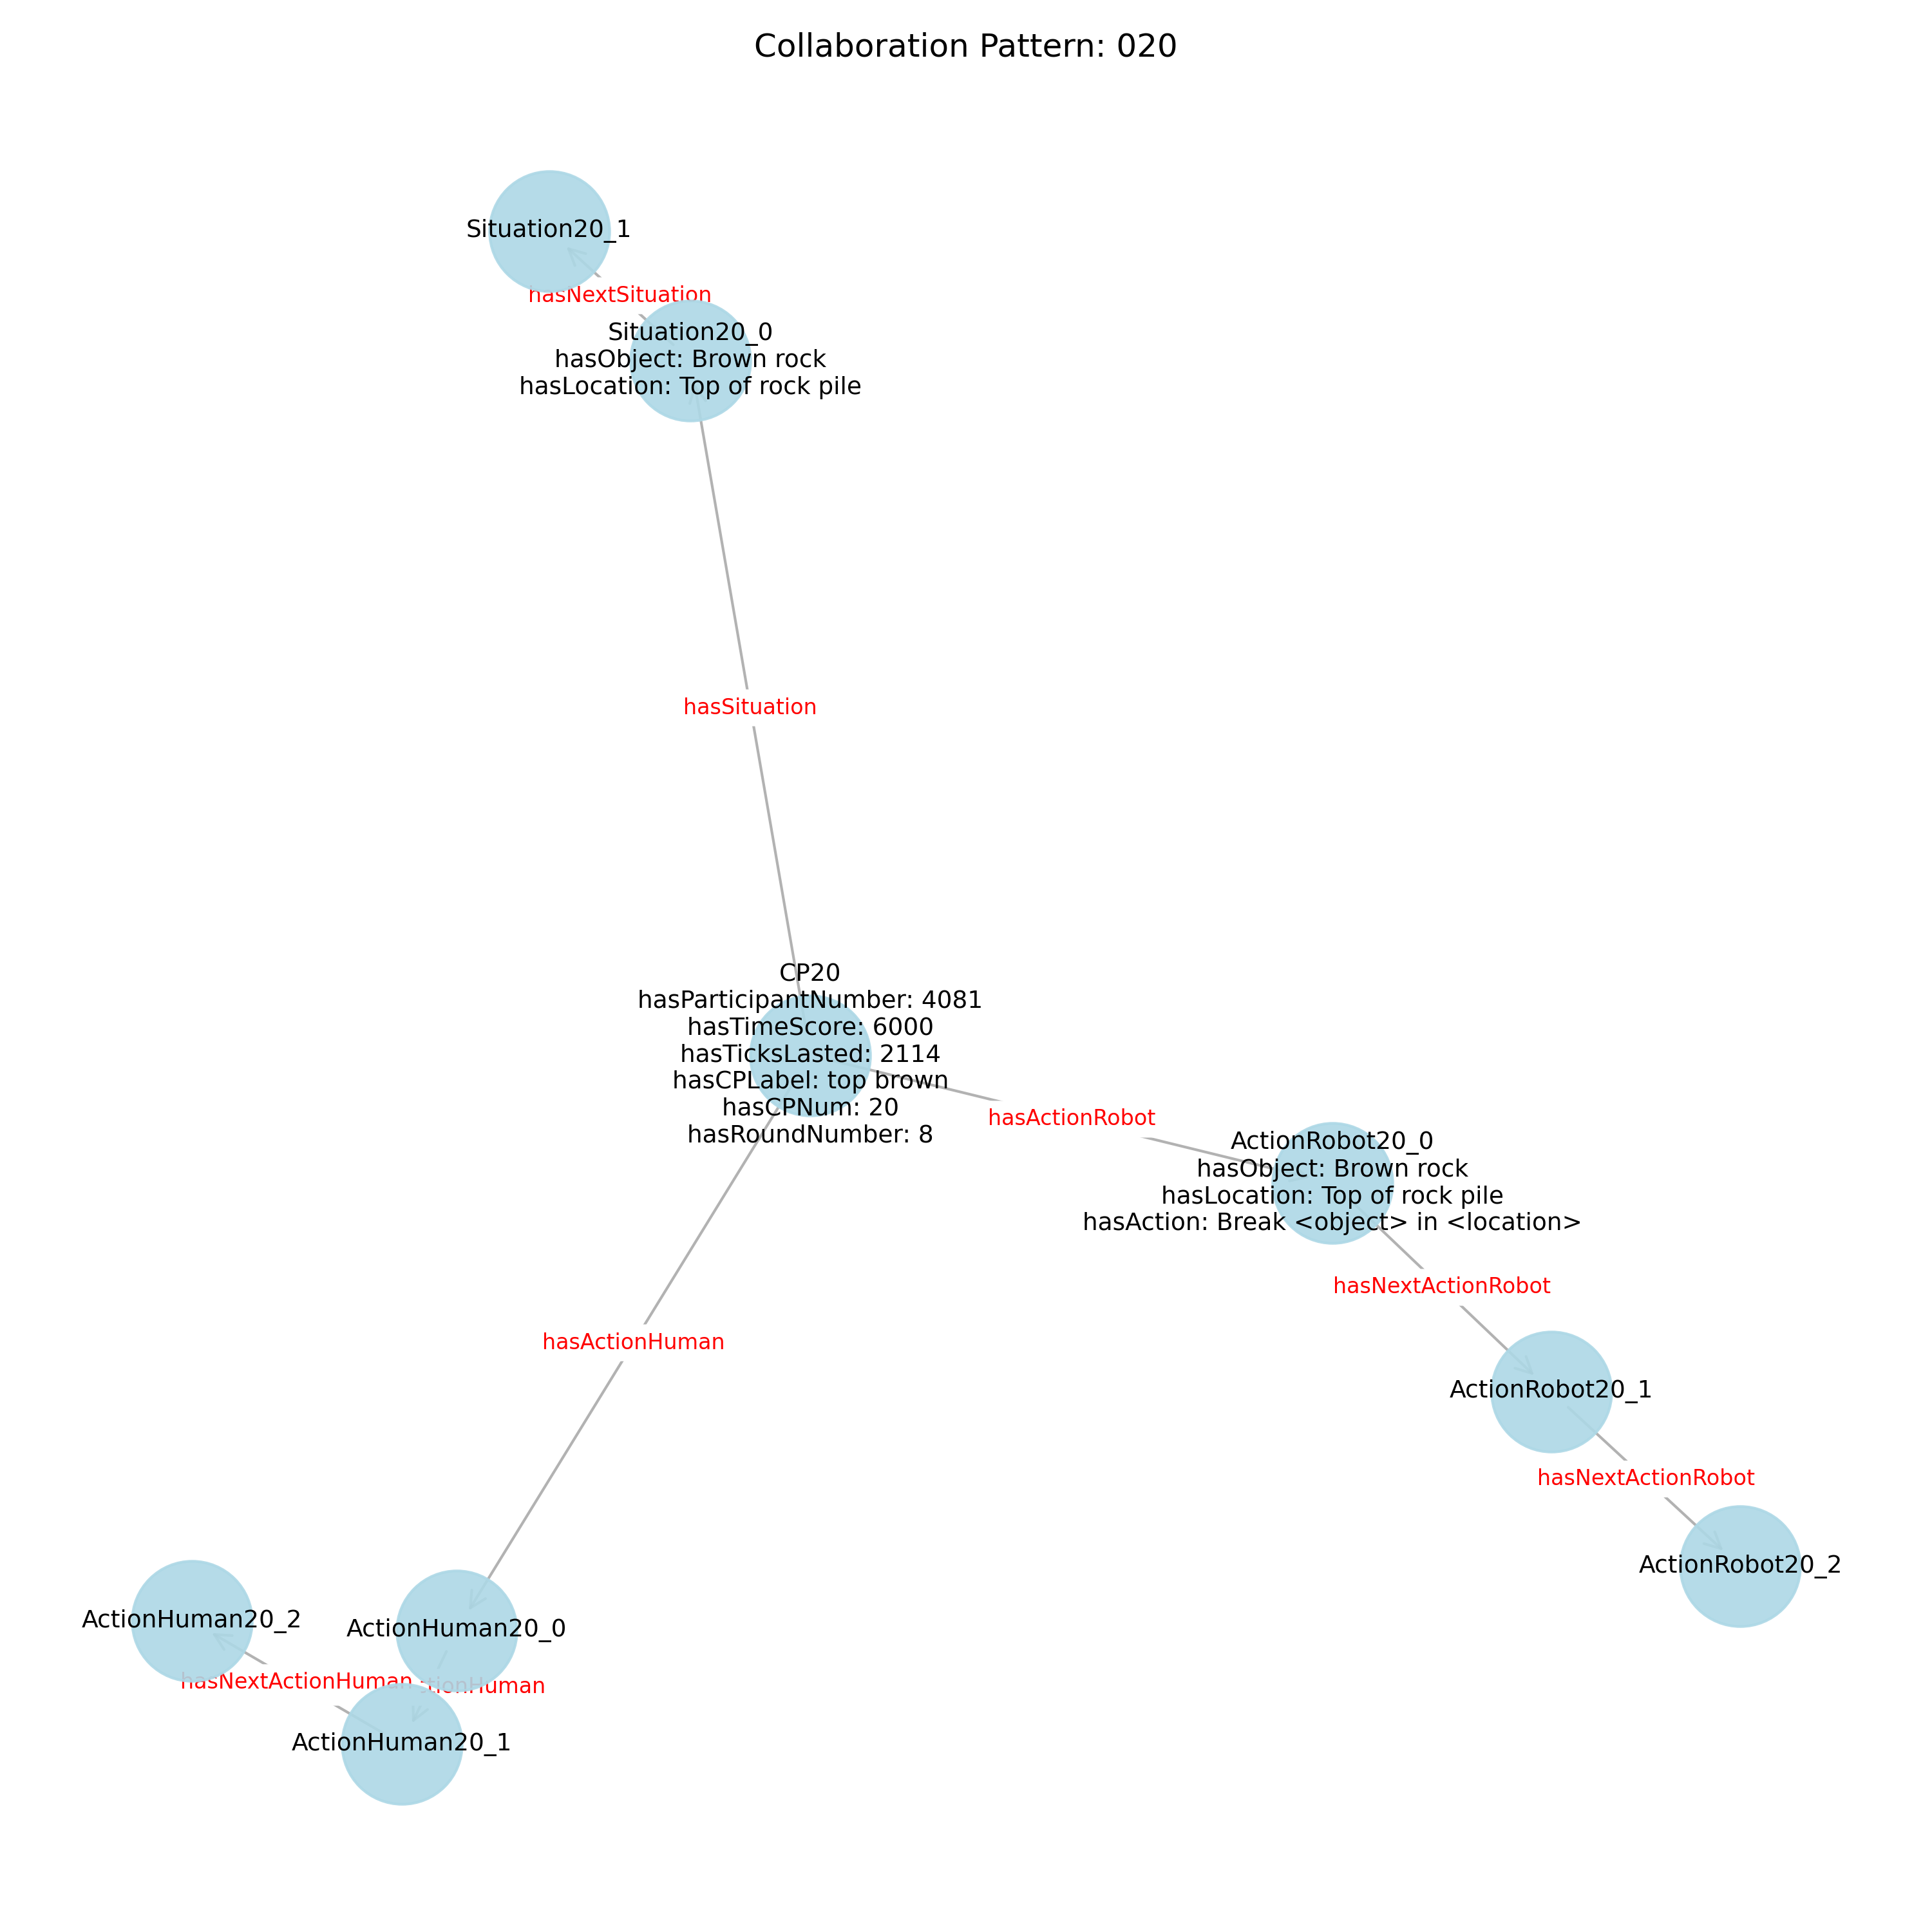 Collaboration Pattern: 020
Situation20_1
hasNextSituation
Situation20_0
hasObject: Brown rock
hasLocation: Top of rock pile
hasSituation
CP20
hasParticipantNumber: 4081
hasTimeScore: 6000
hasTicksLasted: 2114
hasCPLabel: top brown
hasCPNum: 20
hasRoundNumber: 8
hasActionRobot
ActionRobot20_0
hasObject: Brown rock
hasLocation: Top of rock pile
hasAction: Break <object> in <location>
hasNextActionRobot
hasActionHuman
ActionRobot20_1
hasNextActionRobot
ActionRobot20_2
ActionHuman20_2
ActionHuman20_0
hasNextActionHuman
ActionHuman20_1